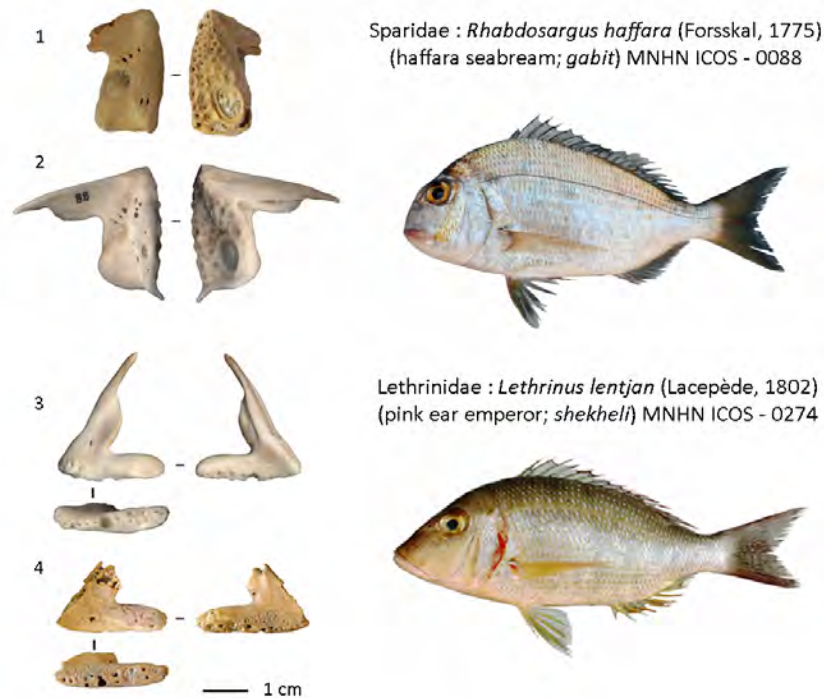 1
Sparidae : Rhabdosargus haffara (Forsskal, 1775)
(haffara seabream; gabit) MNHN ICOS - 0088
2
88
3
Lethrinidae : Lethrinus lentjan (Lacepède, 1802)
(pink ear emperor; shekheli) MNHN ICOS - 0274
4
1 cm